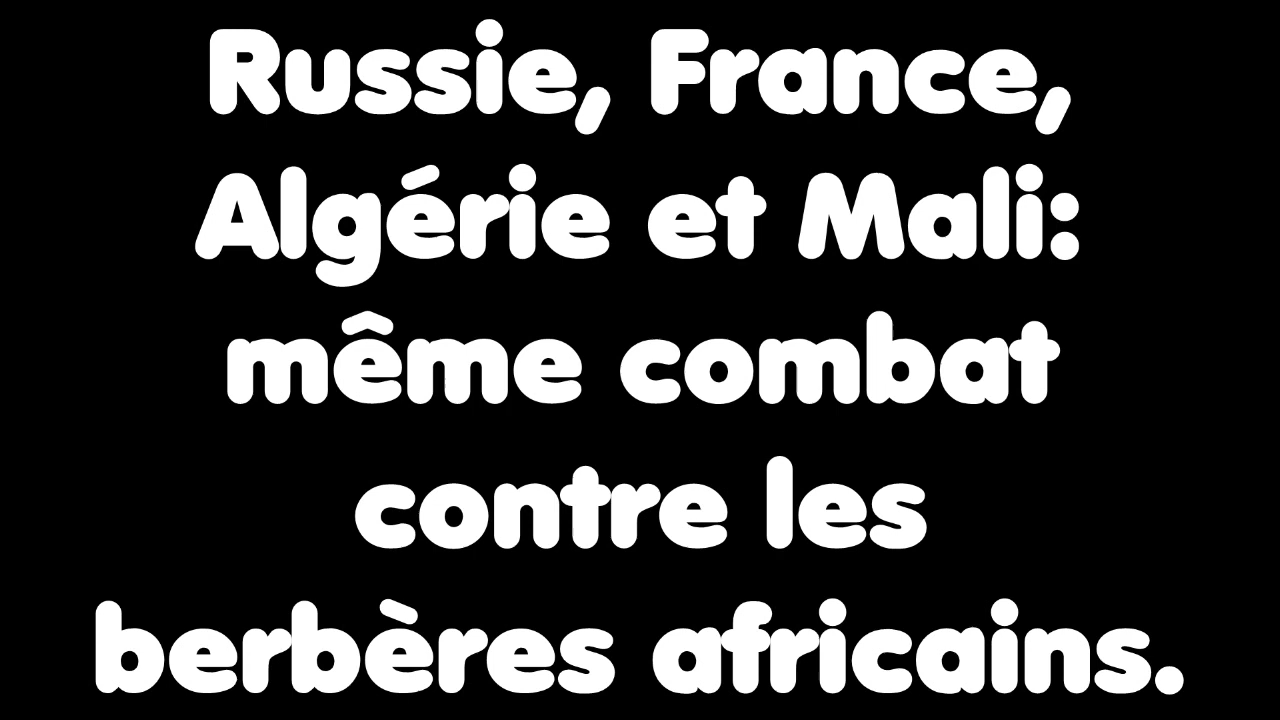 Russie, France,
Algérie et Mali:
même combat
contre les
berbères africains.